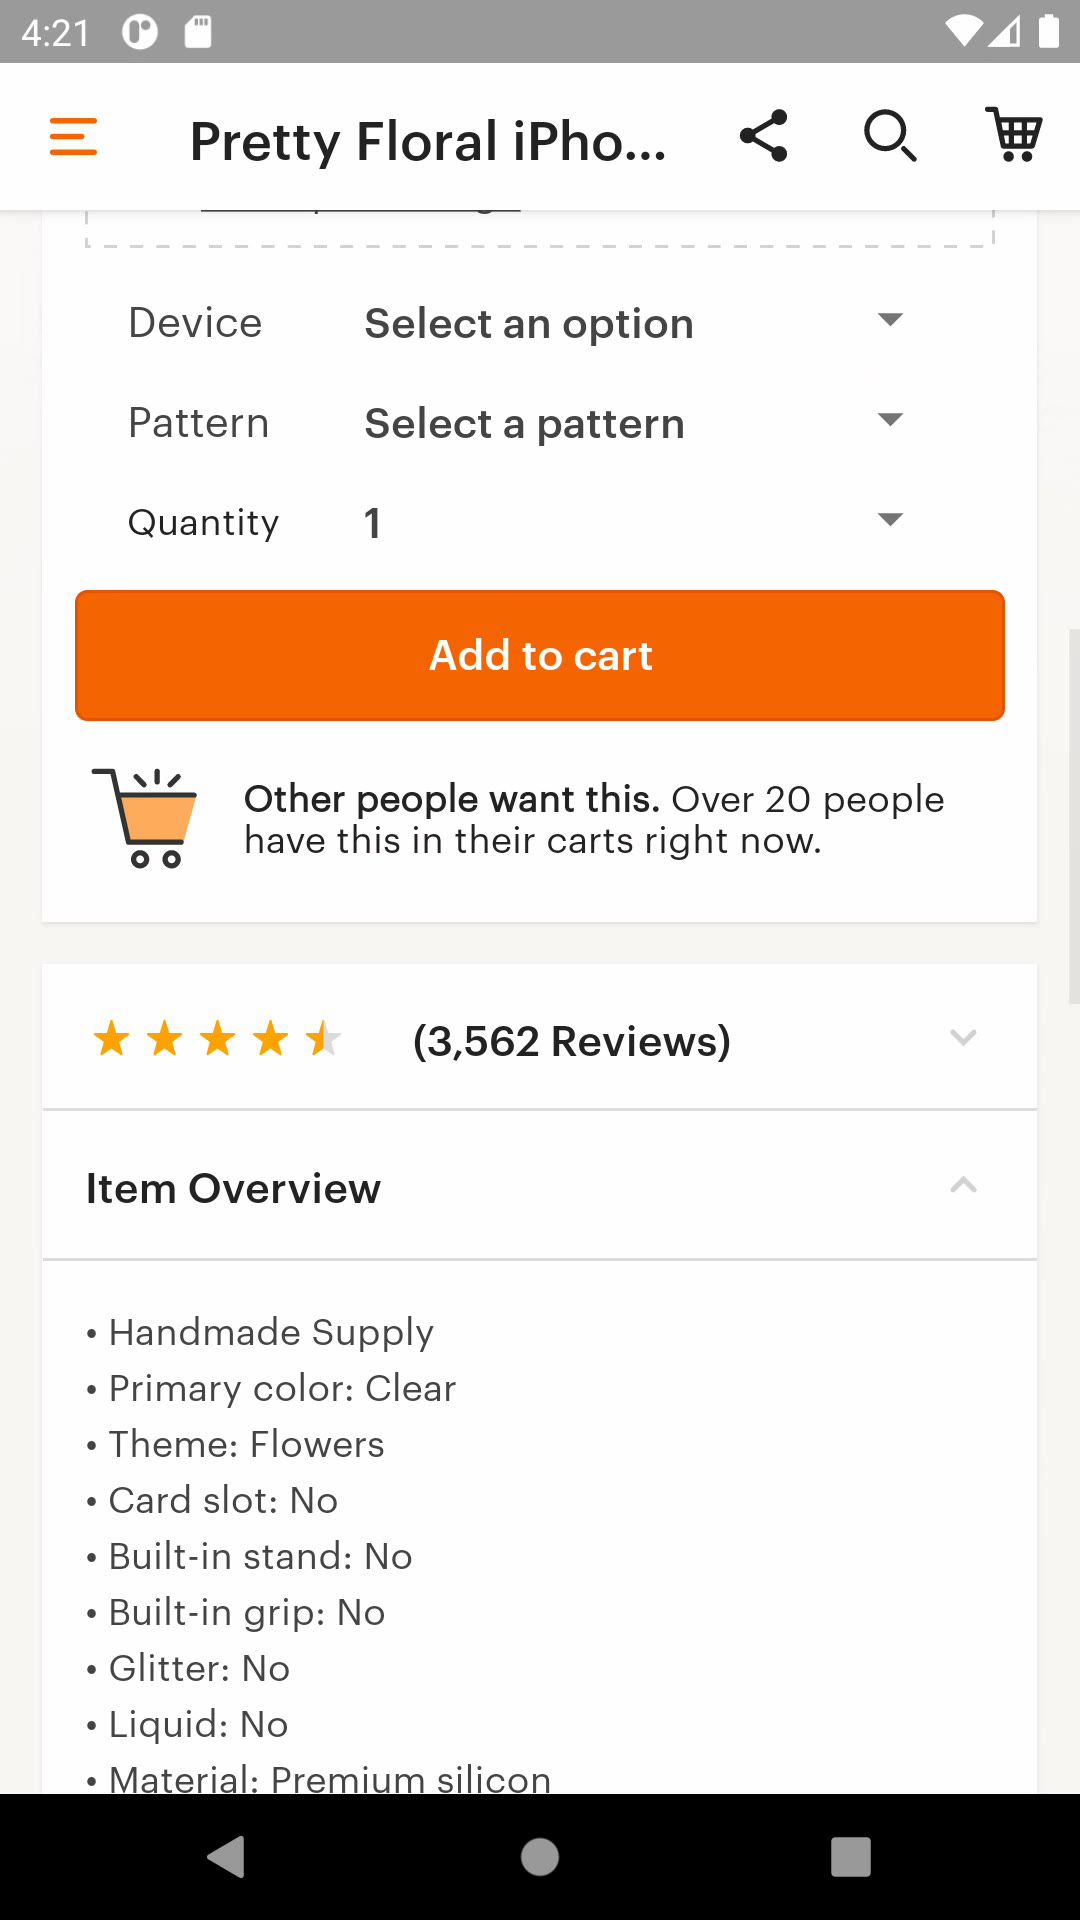 4:21
Pretty Floral iPho...
Device Select an option
Pattern Select a pattern
Quantity 1
Add to cart
Other people want this. Over 20 people
have this in their carts right now.
(3,562 Reviews)
Item Overview
• Handmade Supply
• Primary color: Clear
• Theme: Flowers
• Card slot: No
• Built-in stand: No
• Built-in grip: No
• Glitter: No
• Liquid: No
• Material: Premium silicon